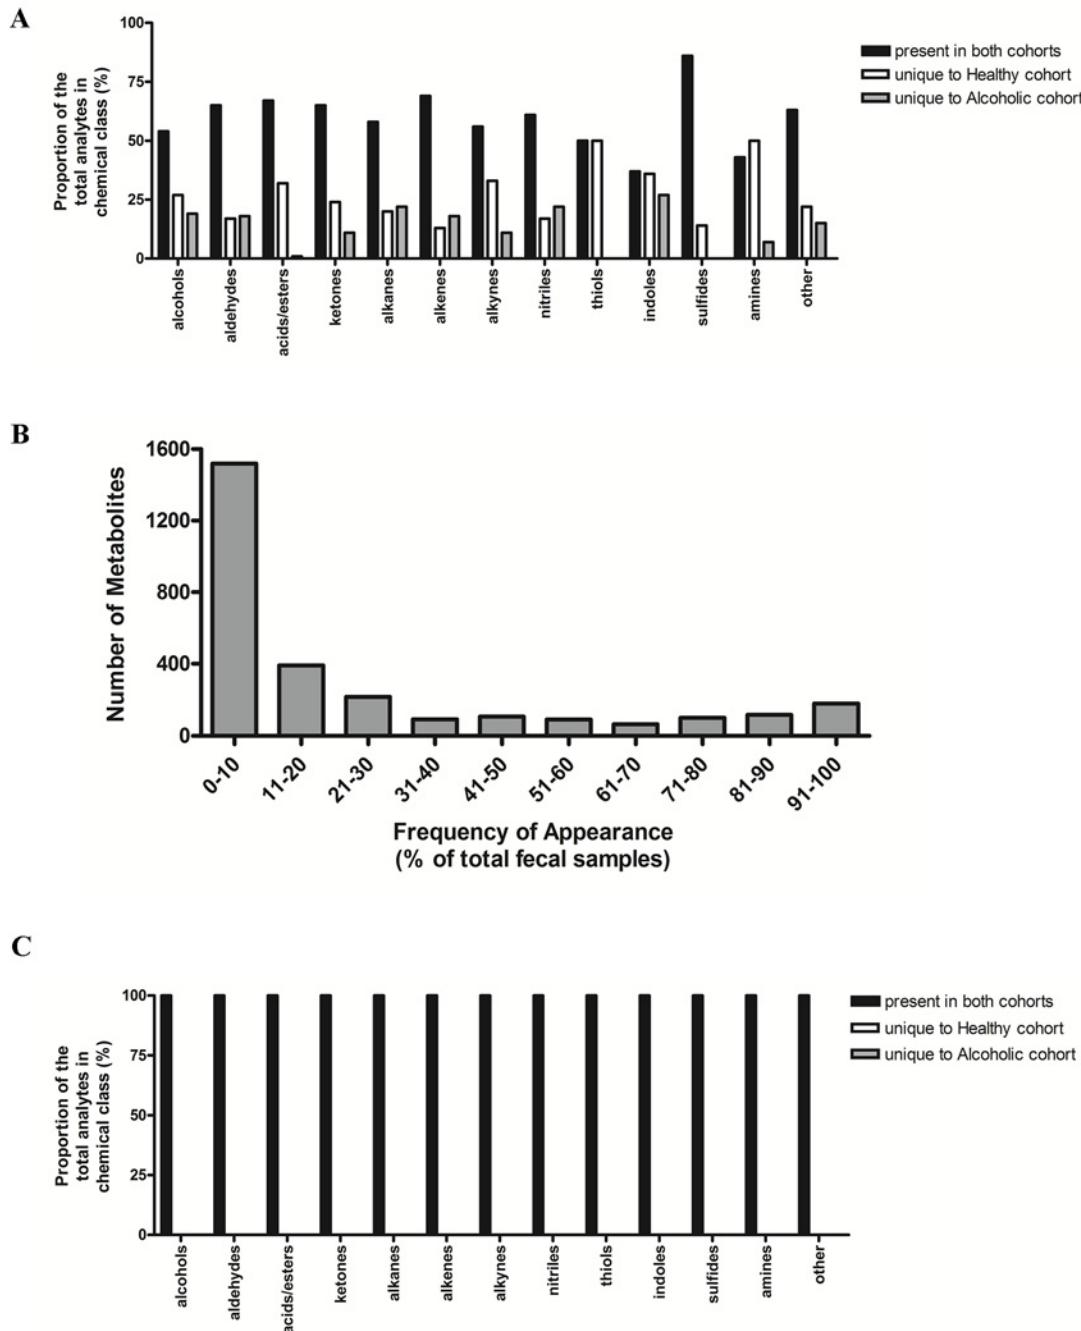 A
Proportion of the
total analytes in
chemical class (%)
100
75
50
25
0
alcohols
aldehydes
acids/esters
ketones
alkanes
alkenes
alkynes
nitriles
thiols
indoles
sulfides
amines
other
present in both cohorts
unique to Healthy cohort
unique to Alcoholic cohort
B
Number of Metabolites
1600
1200
800
400
0
0-10
11-20
21-30
31-40
41-50
51-60
61-70
71-80
81-90
91-100
Frequency of Appearance
(% of total fecal samples)
C
Proportion of the
total analytes in
chemical class (%)
100
75
50
25
0
alcohols
aldehydes
acids/esters
ketones
alkanes
alkenes
alkynes
nitriles
thiols
indoles
sulfides
amines
other
present in both cohorts
unique to Healthy cohort
unique to Alcoholic cohort